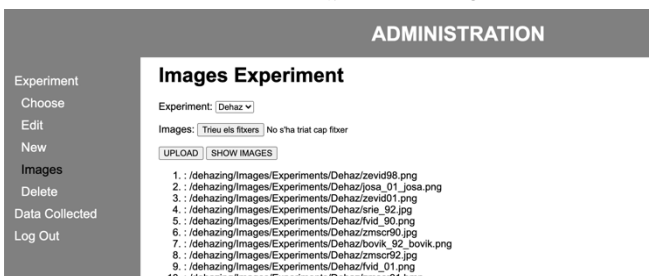 ADMINISTRATION
Experiment
Choose
Edit
New
Images
Delete
Data Collected
Log Out
Images Experiment
Experiment: Dehaz
Images: Trieu els fitxers No s'ha triat cap fitxer
UPLOAD SHOW IMAGES
1. : /dehazing/Images/Experiments/Dehaz/zevid98.png
2. : /dehazing/Images/Experiments/Dehaz/josa_01_josa.png
3. : /dehazing/Images/Experiments/Dehaz/zevid01.png
4. : /dehazing/Images/Experiments/Dehaz/srie_92.jpg
5. : /dehazing/Images/Experiments/Dehaz/fvid_90.png
6. : /dehazing/Images/Experiments/Dehaz/zmscr90.jpg
7. : /dehazing/Images/Experiments/Dehaz/bovik_92_bovik.png
8. : /dehazing/Images/Experiments/Dehaz/zmscr92.jpg
9. : /dehazing/Images/Experiments/Dehaz/fvid_01.png